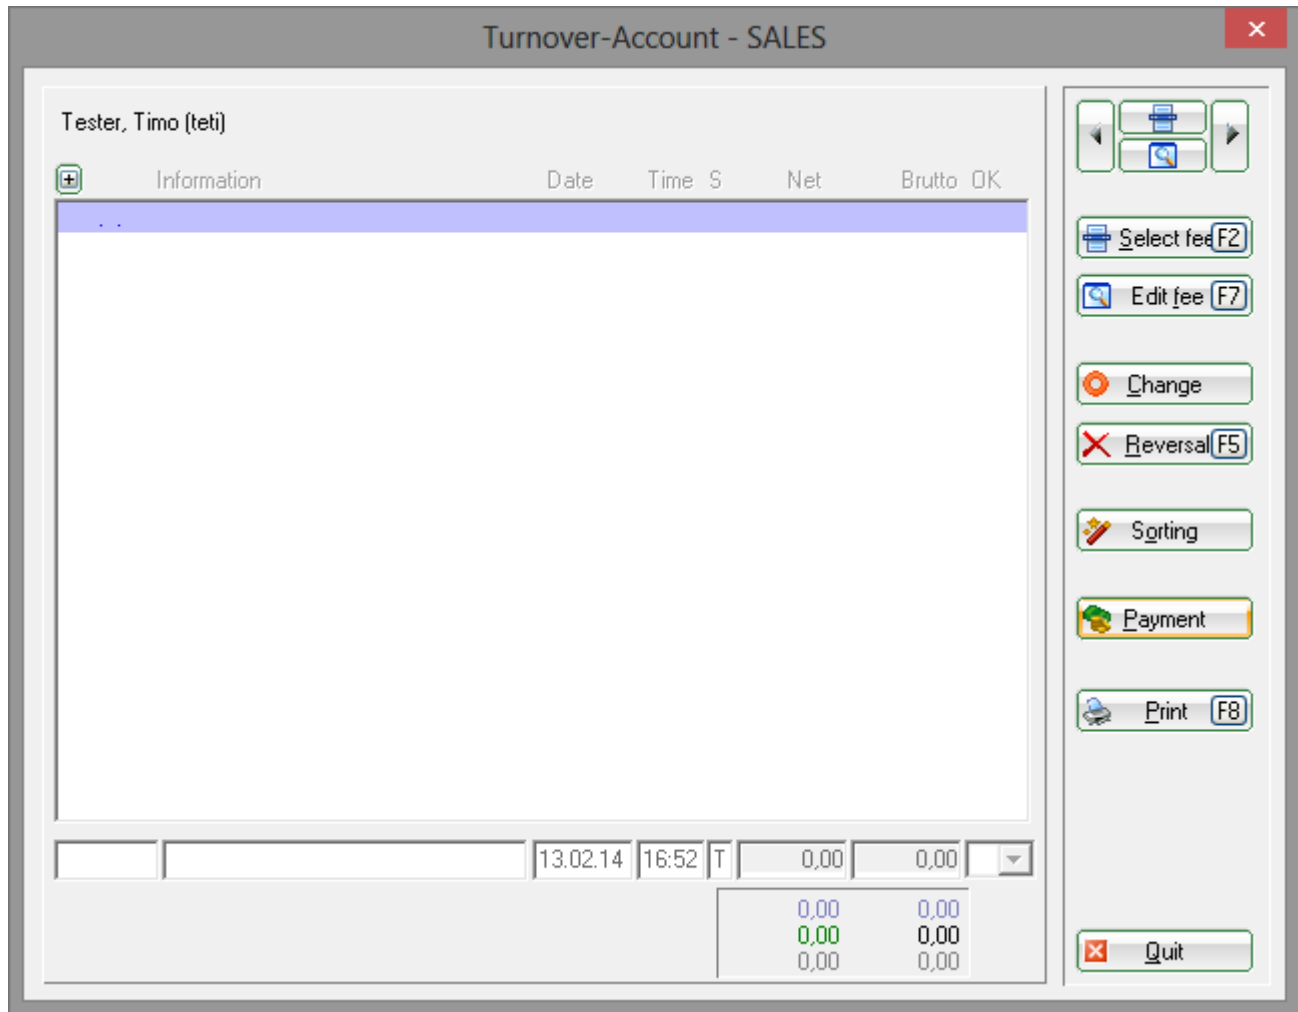 Turnover-Account - SALES
Tester, Timo (teti)
Information Date Time S Net Brutto OK
. .
Select fee F2
Edit fee F7
Change
Reversal F5
Sorting
Payment
Print F8
13.02.14 16:52 T 0,00 0,00
0,00 0,00
0,00 0,00
0,00 0,00
Quit